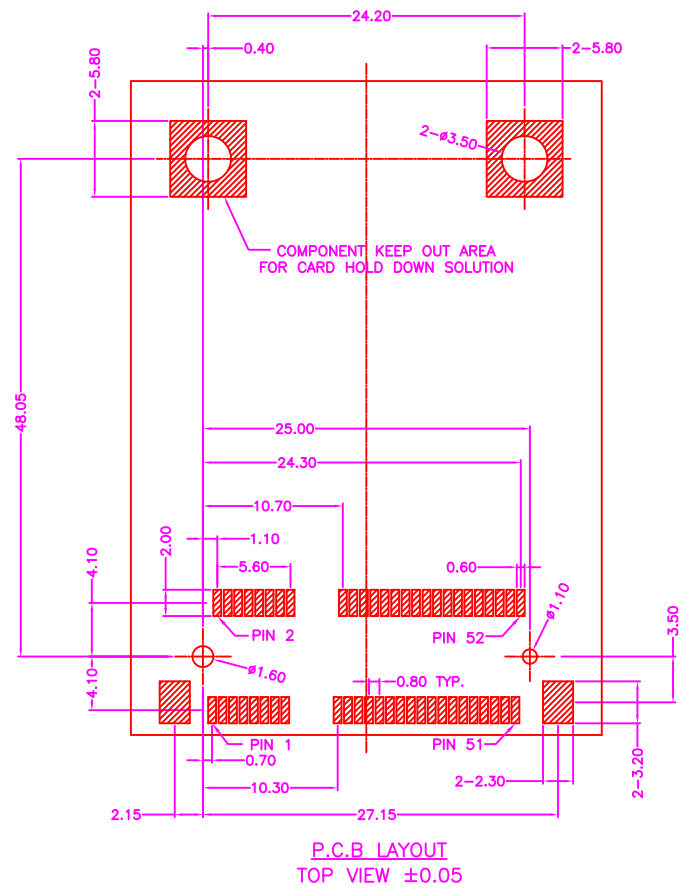 24.20
0.40
2-5.80
2-5.80
2-ø3.50
COMPONENT KEEP OUT AREA
FOR CARD HOLD DOWN SOLUTION
48.05
25.00
24.30
10.70
1.10
2.00
5.60
0.60
4.10
PIN 2
PIN 52
ø1.10
3.50
ø1.60
4.10
0.80 TYP.
PIN 1
PIN 51
0.70
10.30
2-2.30
2-3.20
2.15
27.15
P.C.B LAYOUT
TOP VIEW ±0.05